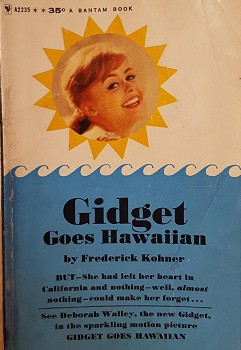 A2235 ** 35¢ A BANTAM BOOK
Gidget
Goes Hawaiian
by Frederick Kohner
BUT—She had left her heart in
California and nothing—well, almost
nothing—could make her forget...
See Deborah Walley, the new Gidget,
in the sparkling motion picture
GIDGET GOES HAWAIIAN